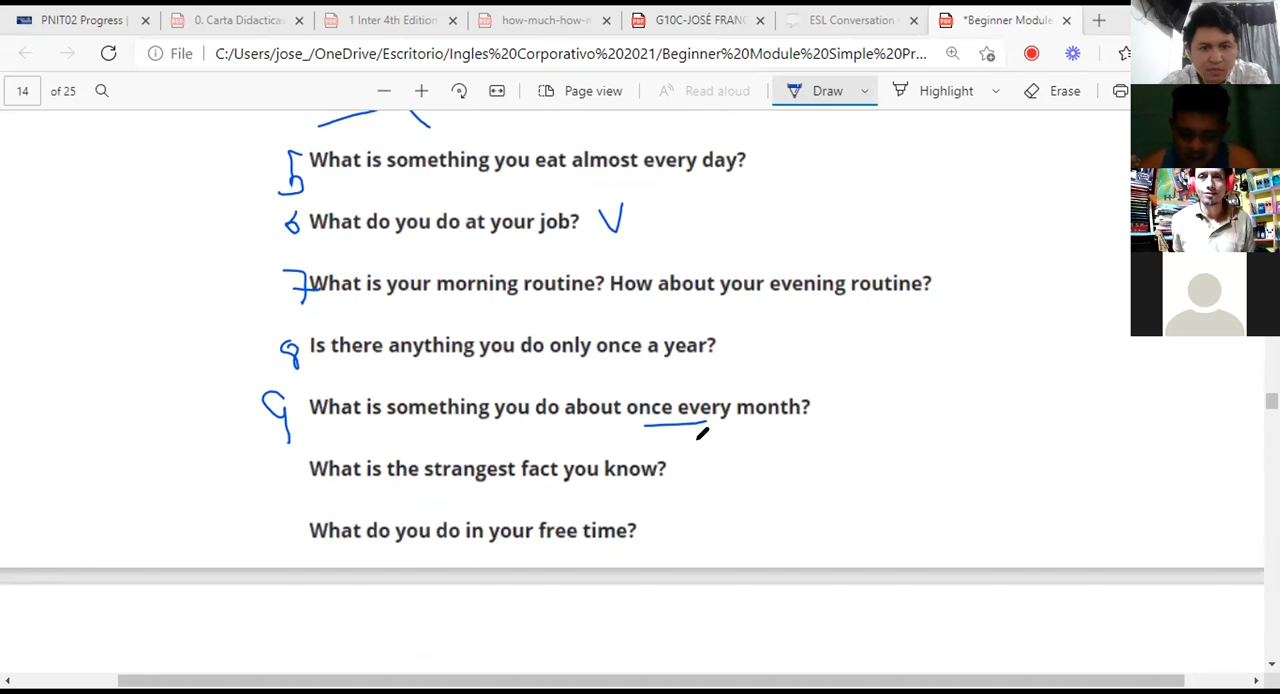 PNIT02 Progress
0. Carta Didactica
1 Inter 4th Edition
how-much-how-m
G10C-JOSÉ FRAN
ESL Conversation
*Beginner Module
File C:/Users/jose_/OneDrive/Escritorio/Ingles%20Corporativo%202021/Beginner%20Module%20Simple%20Pr...
14 of 25 Page view Read aloud Draw Highlight Erase
5 What is something you eat almost every day?
6 What do you do at your job? V
7 What is your morning routine? How about your evening routine?
8 Is there anything you do only once a year?
9 What is something you do about once every month?
What is the strangest fact you know?
What do you do in your free time?